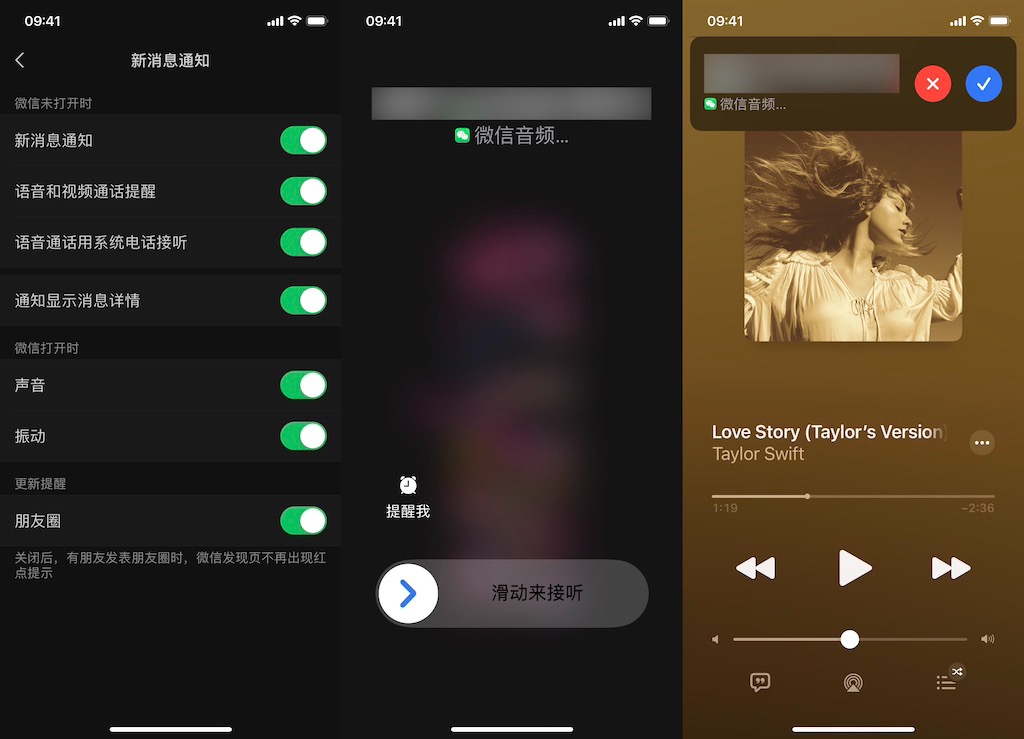 09:41
新消息通知
微信未打开时
新消息通知
语音和视频通话提醒
语音通话用系统电话接听
通知显示消息详情
微信打开时
声音
振动
更新提醒
朋友圈
关闭后，有朋友发表朋友圈时，微信发现页不再出现红
点提示
09:41
微信音频...
提醒我
滑动来接听
09:41
微信音频...
Love Story (Taylor's Version)
Taylor Swift
1:19
-2:36